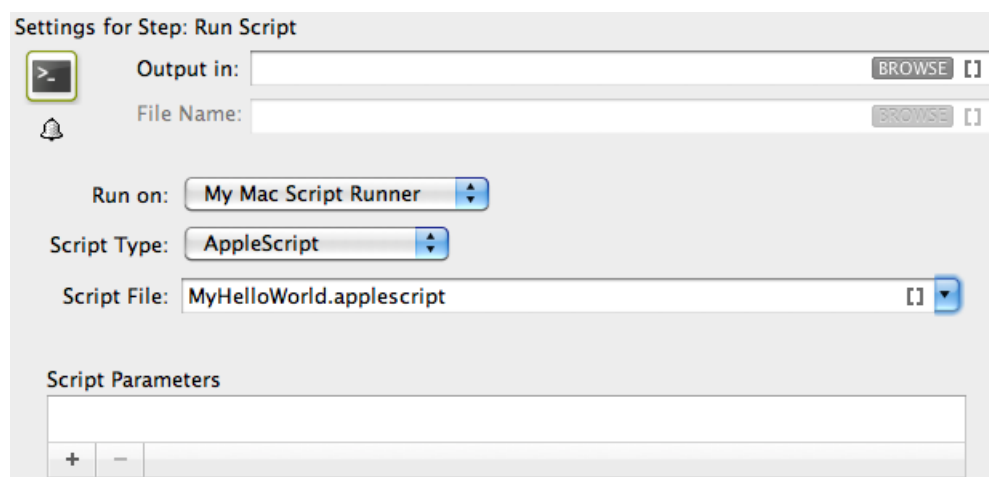 Settings for Step: Run Script
Output in: BROWSE []
File Name: BROWSE []
Run on: My Mac Script Runner
Script Type: AppleScript
Script File: MyHelloWorld.applescript []
Script Parameters
+ −